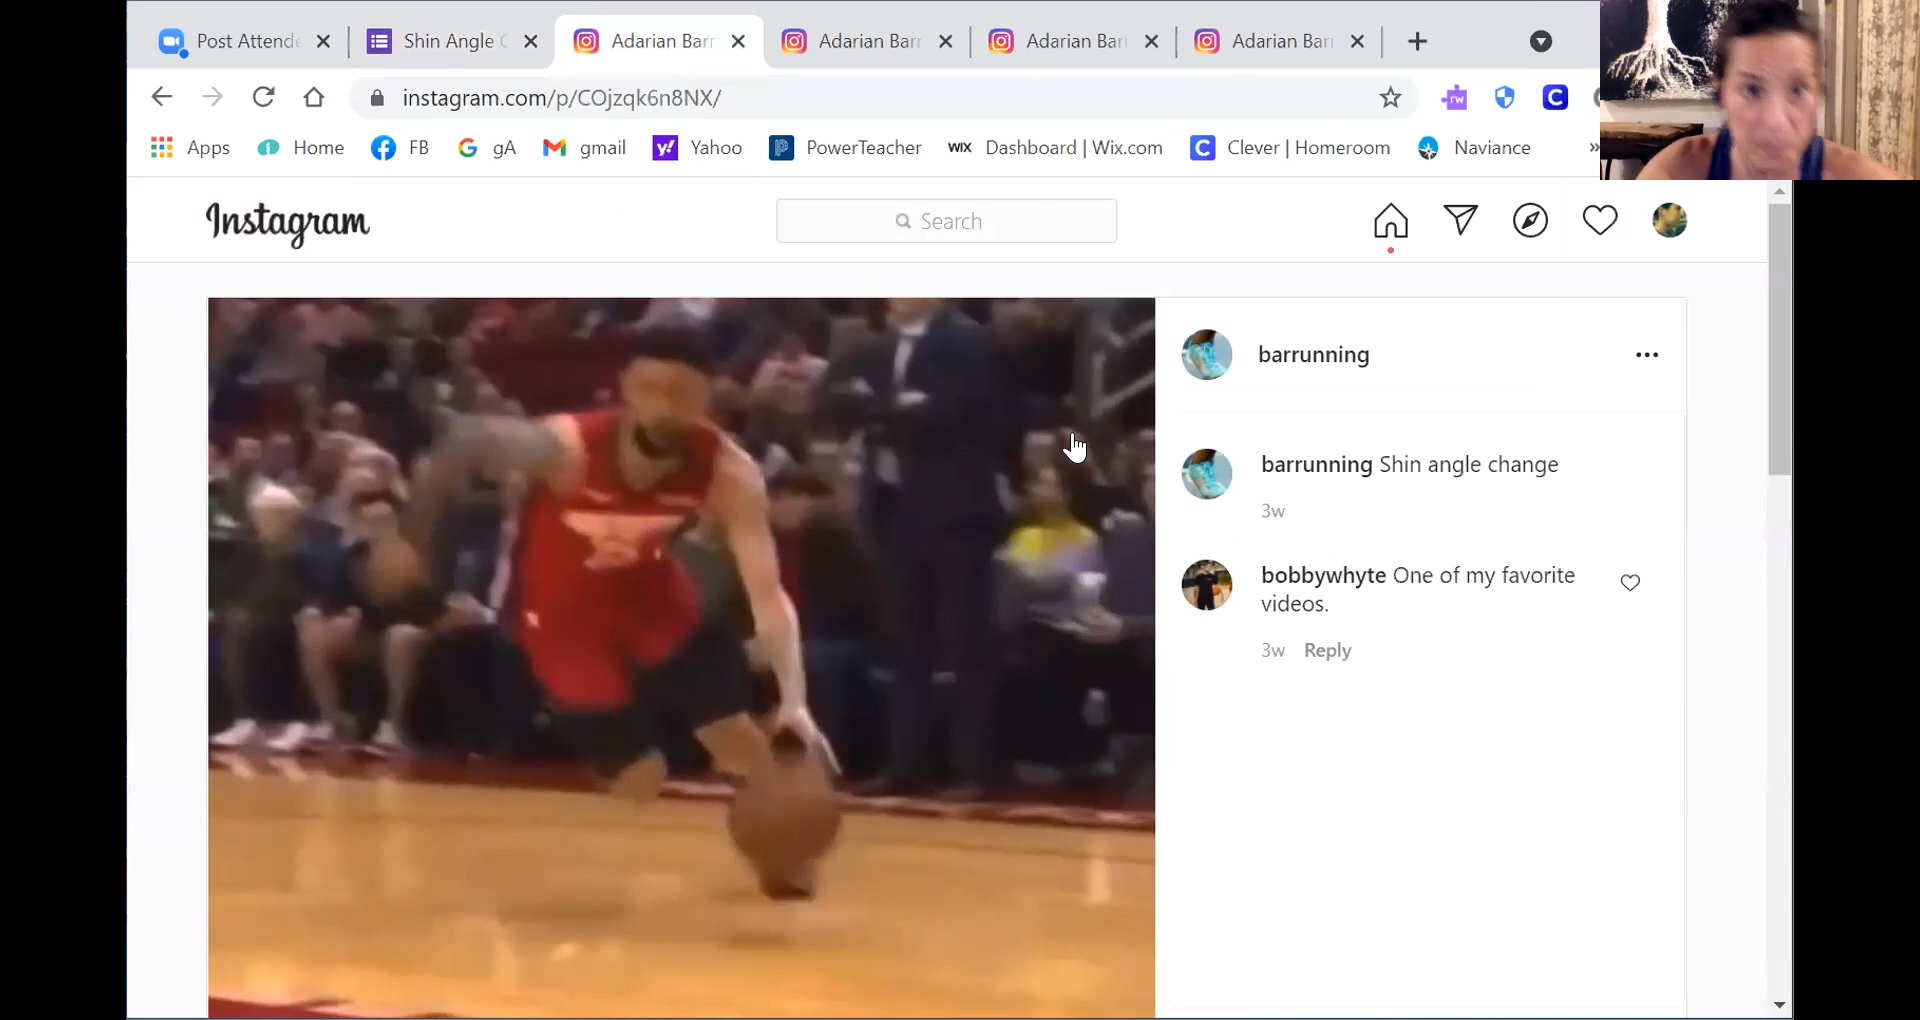 Post Attende
Shin Angle C
Adarian Barr
Adarian Barr
Adarian Barr
Adarian Barr
instagram.com/p/COjzqk6n8NX/
rw
C
Apps
Home
FB
G gA
gmail
y! Yahoo
P PowerTeacher
WIX Dashboard | Wix.com
C Clever | Homeroom
Naviance
»
Instagram
Search
barrunning
barrunning Shin angle change
3w
bobbywhyte One of my favorite
videos.
3w Reply